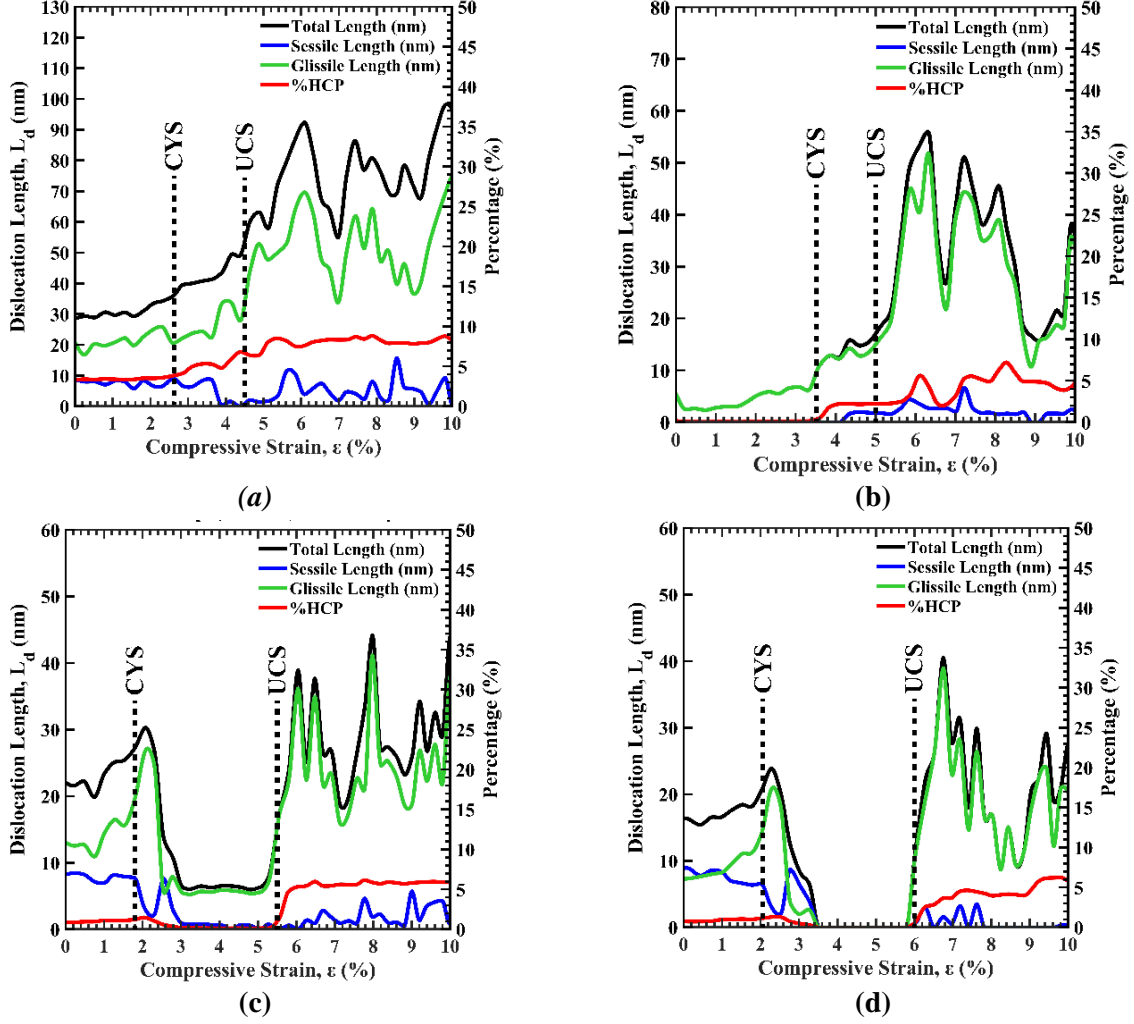 130
120
110
100
90
80
70
60
50
40
30
20
10
0
Dislocation Length, L_d (nm)
Total Length (nm)
Sessile Length (nm)
Glissile Length (nm)
%HCP
CYS
UCS
50
45
40
35
30
25
20
15
10
5
0
Percentage (%)
0 1 2 3 4 5 6 7 8 9 10
Compressive Strain, ε (%)
(a)
80
70
60
50
40
30
20
10
0
Dislocation Length, L_d (nm)
Total Length (nm)
Sessile Length (nm)
Glissile Length (nm)
%HCP
CYS
UCS
50
45
40
35
30
25
20
15
10
5
0
Percentage (%)
0 1 2 3 4 5 6 7 8 9 10
Compressive Strain, ε (%)
(b)
60
50
40
30
20
10
0
Dislocation Length, L_d (nm)
Total Length (nm)
Sessile Length (nm)
Glissile Length (nm)
%HCP
CYS
UCS
50
45
40
35
30
25
20
15
10
5
0
Percentage (%)
0 1 2 3 4 5 6 7 8 9 10
Compressive Strain, ε (%)
(c)
60
50
40
30
20
10
0
Dislocation Length, L_d (nm)
Total Length (nm)
Sessile Length (nm)
Glissile Length (nm)
%HCP
CYS
UCS
50
45
40
35
30
25
20
15
10
5
0
Percentage (%)
0 1 2 3 4 5 6 7 8 9 10
Compressive Strain, ε (%)
(d)